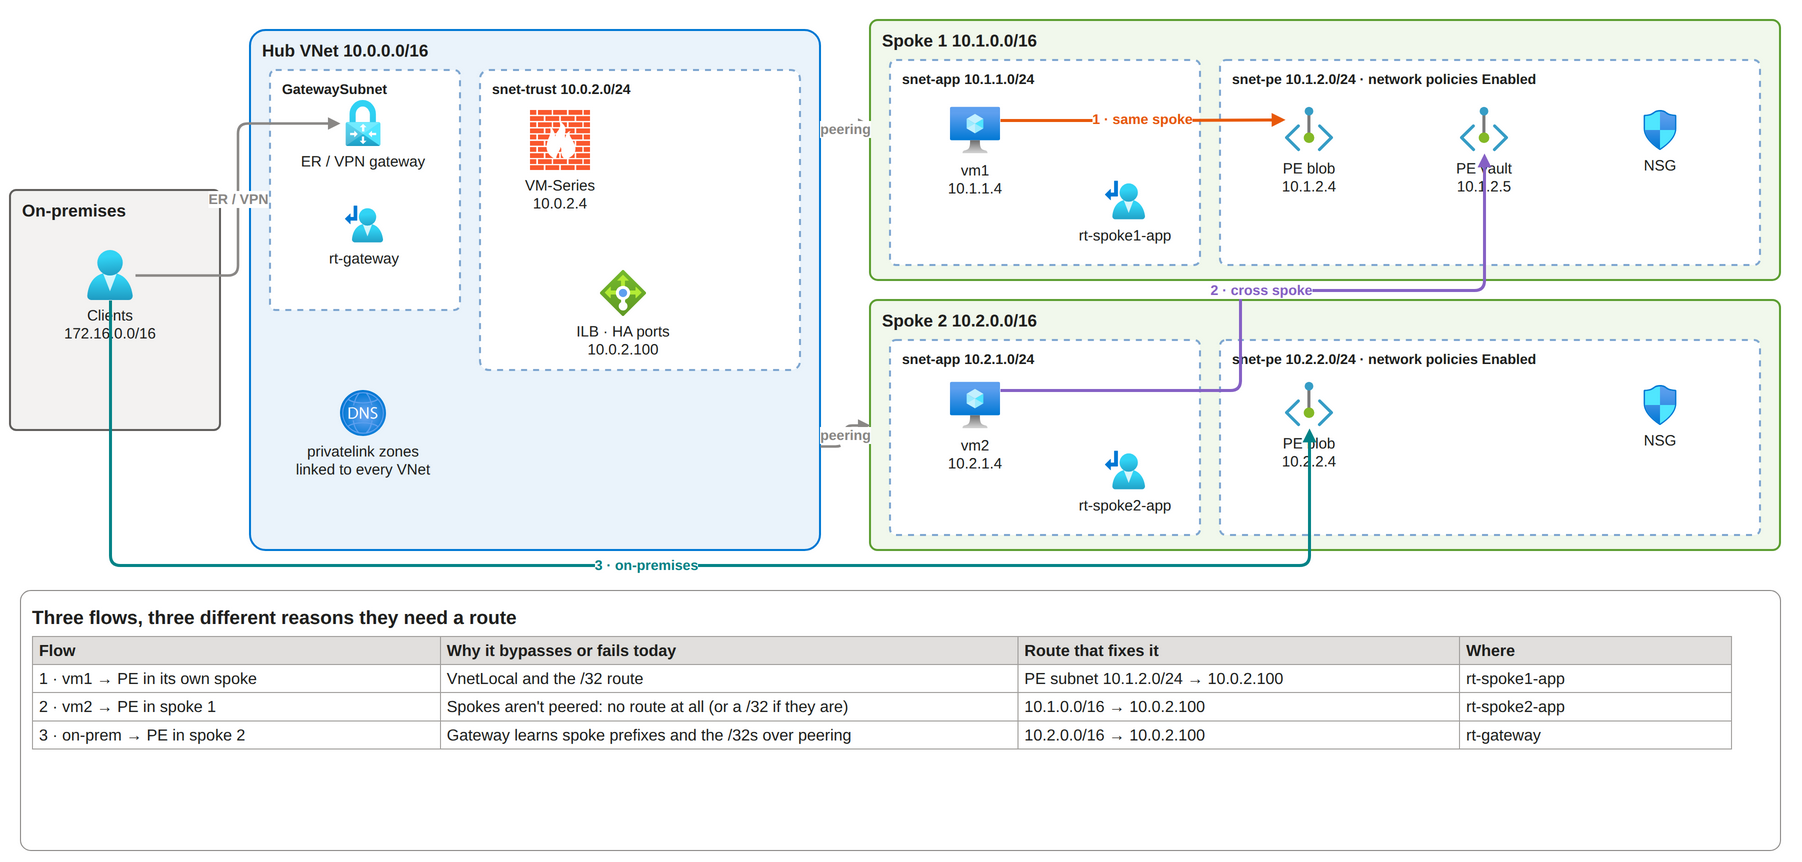 Hub VNet 10.0.0.0/16
GatewaySubnet
ER / VPN gateway
rt-gateway
snet-trust 10.0.2.0/24
VM-Series
10.0.2.4
ILB · HA ports
10.0.2.100
DNS
privatelink zones
linked to every VNet
On-premises
Clients
172.16.0.0/16
ER / VPN
peering
peering
Spoke 1 10.1.0.0/16
snet-app 10.1.1.0/24
vm1
10.1.1.4
rt-spoke1-app
1 · same spoke
snet-pe 10.1.2.0/24 · network policies Enabled
PE blob
10.1.2.4
PE vault
10.1.2.5
NSG
2 · cross spoke
Spoke 2 10.2.0.0/16
snet-app 10.2.1.0/24
vm2
10.2.1.4
rt-spoke2-app
snet-pe 10.2.2.0/24 · network policies Enabled
PE blob
10.2.2.4
NSG
3 · on-premises
Three flows, three different reasons they need a route
Flow Why it bypasses or fails today Route that fixes it Where
1 · vm1 → PE in its own spoke VnetLocal and the /32 route PE subnet 10.1.2.0/24 → 10.0.2.100 rt-spoke1-app
2 · vm2 → PE in spoke 1 Spokes aren't peered: no route at all (or a /32 if they are) 10.1.0.0/16 → 10.0.2.100 rt-spoke2-app
3 · on-prem → PE in spoke 2 Gateway learns spoke prefixes and the /32s over peering 10.2.0.0/16 → 10.0.2.100 rt-gateway